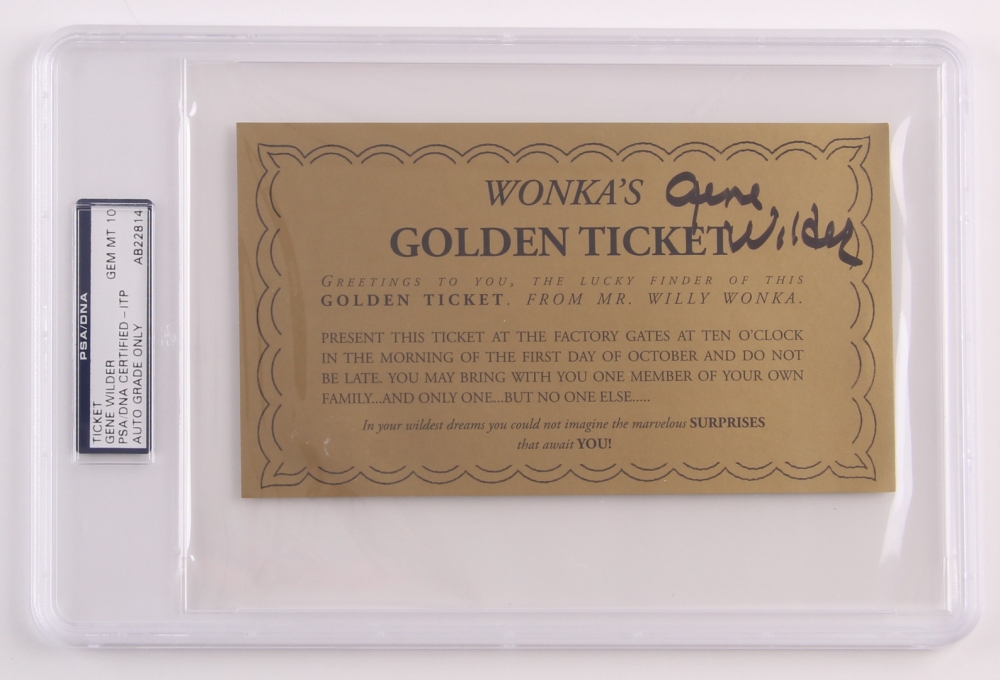 PSA/DNA
TICKET
GENE WILDER GEM MT 10
PSA/DNA CERTIFIED - ITP
AUTO GRADE ONLY AB22814
WONKA'S
Gene
Wilder
GOLDEN TICKET
GREETINGS TO YOU, THE LUCKY FINDER OF THIS
GOLDEN TICKET, FROM MR. WILLY WONKA.
PRESENT THIS TICKET AT THE FACTORY GATES AT TEN O'CLOCK
IN THE MORNING OF THE FIRST DAY OF OCTOBER AND DO NOT
BE LATE. YOU MAY BRING WITH YOU ONE MEMBER OF YOUR OWN
FAMILY...AND ONLY ONE...BUT NO ONE ELSE.....
In your wildest dreams you could not imagine the marvelous SURPRISES
that await YOU!